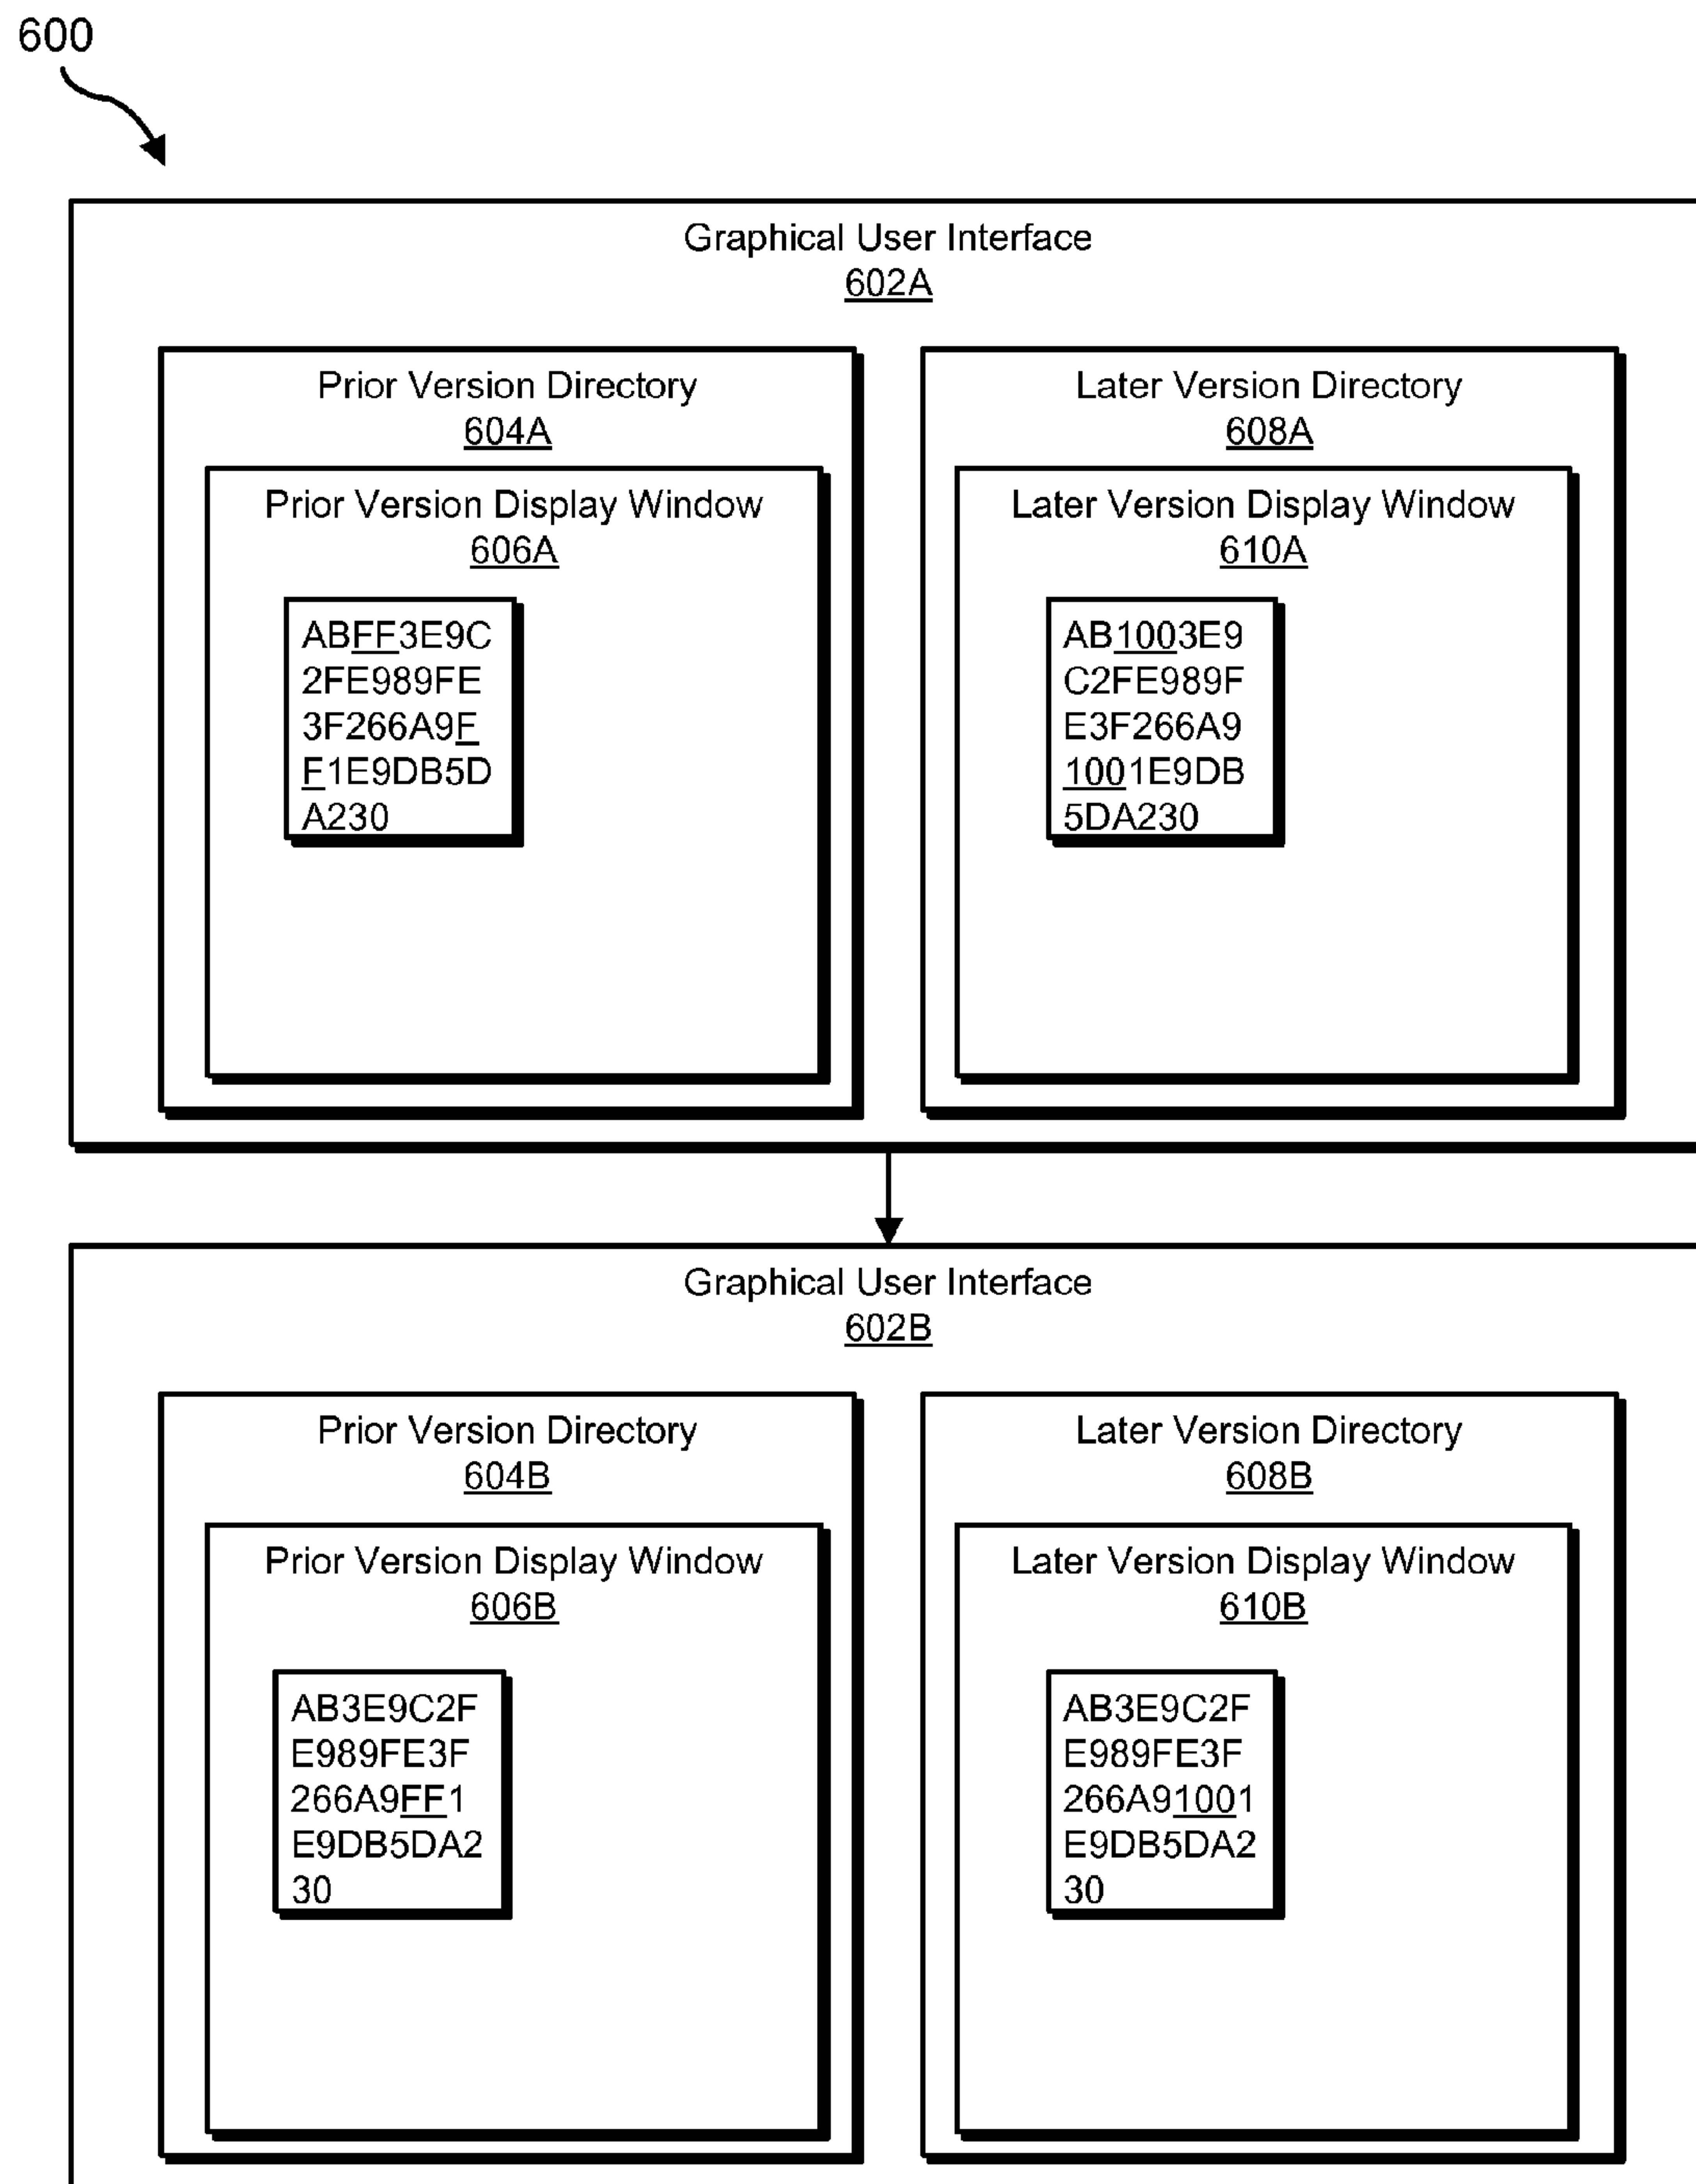 600
Graphical User Interface
602A
Prior Version Directory
604A
Prior Version Display Window
606A
ABFF3E9C
2FE989FE
3F266A9F
F1E9DB5D
A230
Later Version Directory
608A
Later Version Display Window
610A
AB1003E9
C2FE989F
E3F266A9
1001E9DB
5DA230
Graphical User Interface
602B
Prior Version Directory
604B
Prior Version Display Window
606B
AB3E9C2F
E989FE3F
266A9FF1
E9DB5DA2
30
Later Version Directory
608B
Later Version Display Window
610B
AB3E9C2F
E989FE3F
266A91001
E9DB5DA2
30